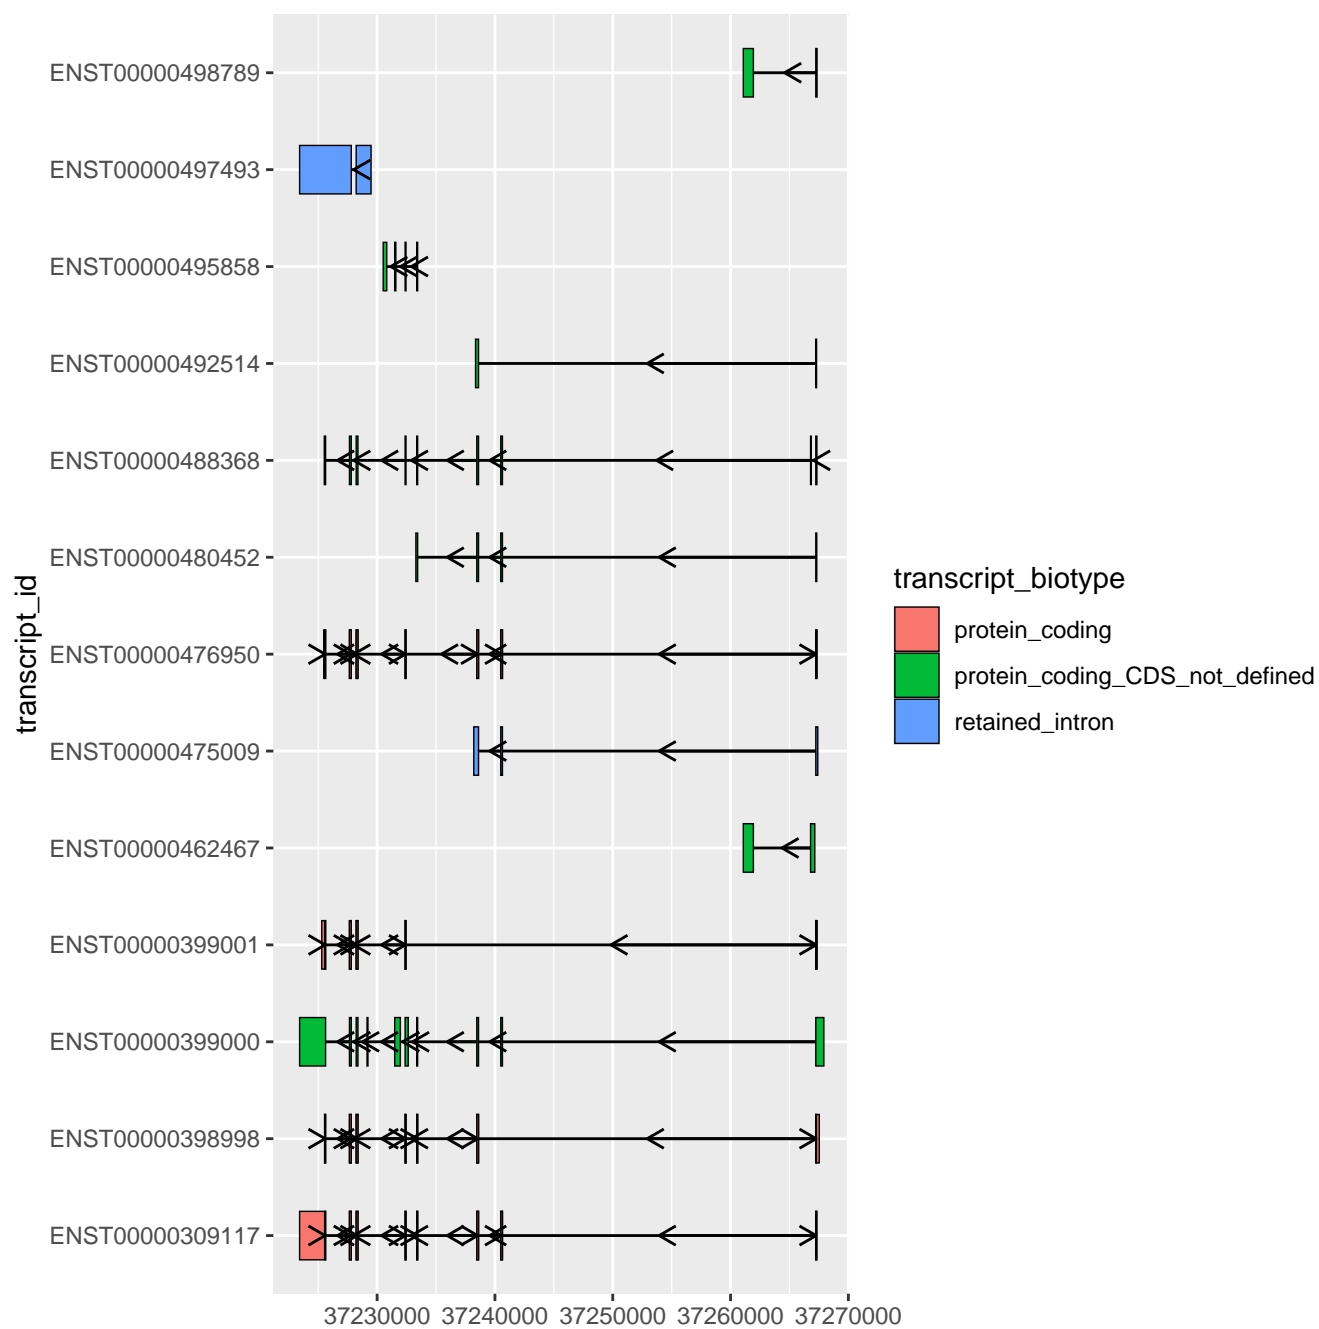 ENST00000498789
ENST00000497493
ENST00000495858
ENST00000492514
ENST00000488368
ENST00000480452
ENST00000476950
ENST00000475009
ENST00000462467
ENST00000399001
ENST00000399000
ENST00000398998
ENST00000309117
transcript_id
37230000 37240000 37250000 37260000 37270000
transcript_biotype
protein_coding
protein_coding_CDS_not_defined
retained_intron